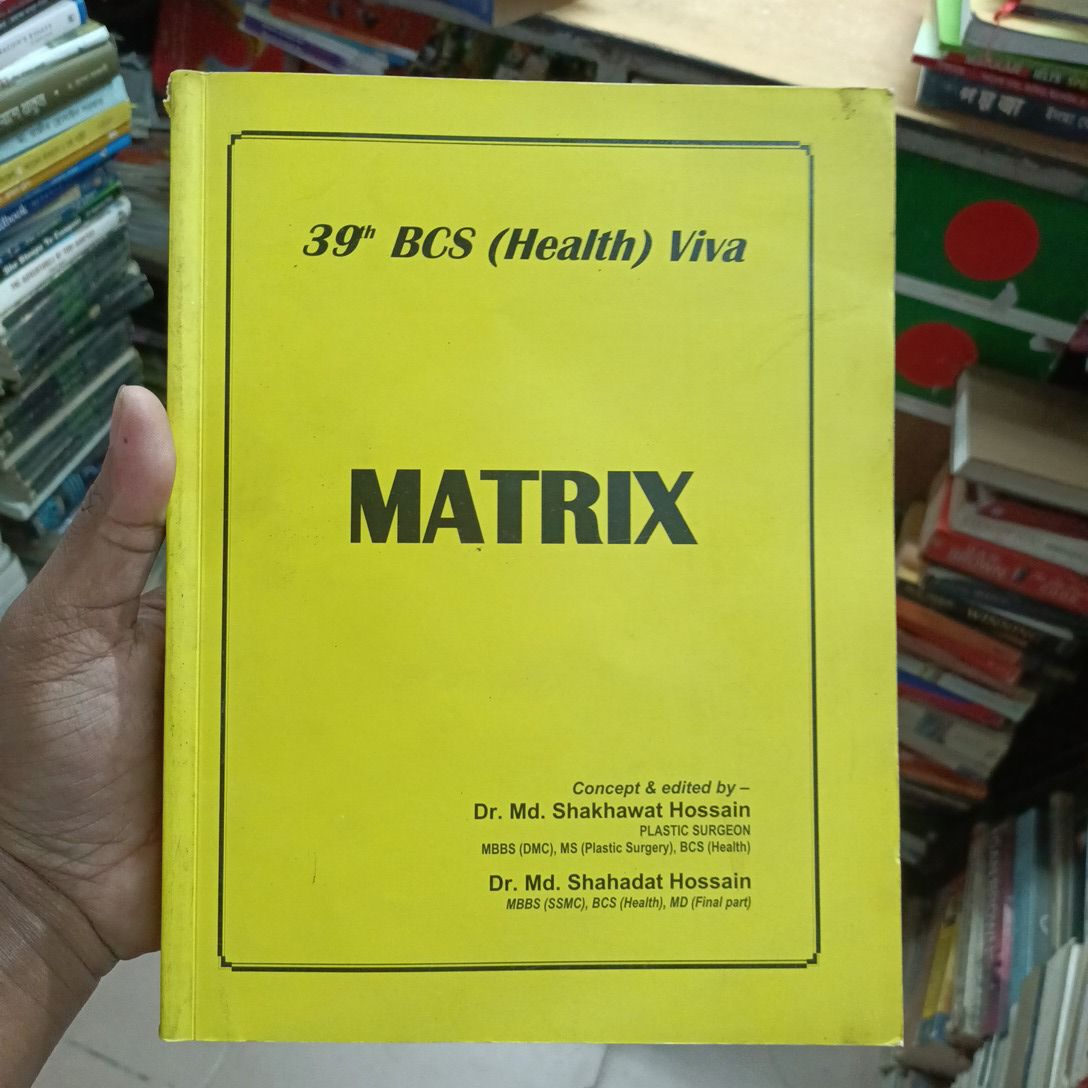 39th BCS (Health) Viva
MATRIX
Concept & edited by –
Dr. Md. Shakhawat Hossain
PLASTIC SURGEON
MBBS (DMC), MS (Plastic Surgery), BCS (Health)
Dr. Md. Shahadat Hossain
MBBS (SSMC), BCS (Health), MD (Final part)